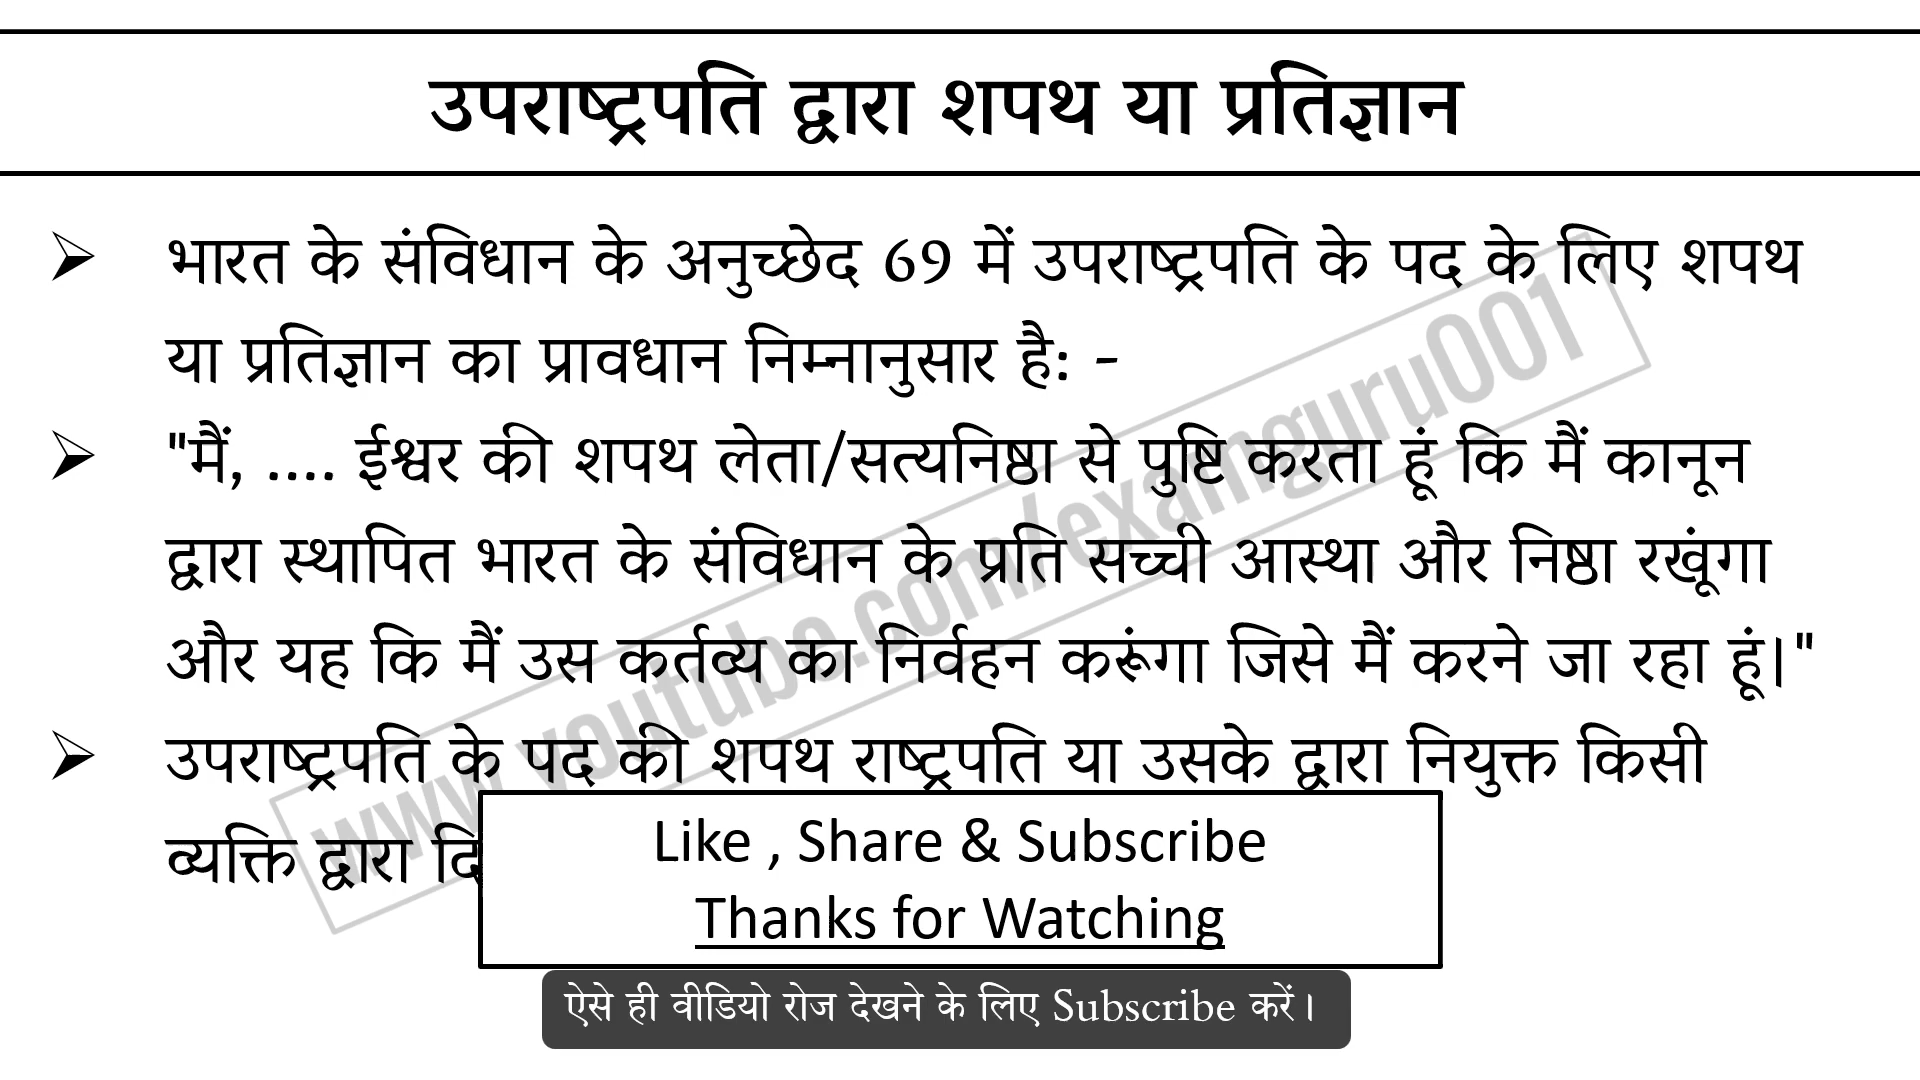 उपराष्ट्रपति द्वारा शपथ या प्रतिज्ञान
➢ भारत के संविधान के अनुच्छेद 69 में उपराष्ट्रपति के पद के लिए शपथ
या प्रतिज्ञान का प्रावधान निम्नानुसार है: -
➢ "मैं, .... ईश्वर की शपथ लेता/सत्यनिष्ठा से पुष्टि करता हूं कि मैं कानून
द्वारा स्थापित भारत के संविधान के प्रति सच्ची आस्था और निष्ठा रखूंगा
और यह कि मैं उस कर्तव्य का निर्वहन करूंगा जिसे मैं करने जा रहा हूं।"
➢ उपराष्ट्रपति के पद की शपथ राष्ट्रपति या उसके द्वारा नियुक्त किसी
व्यक्ति द्वारा
www.youtube.com/examguru001
Like , Share & Subscribe
Thanks for Watching
ऐसे ही वीडियो रोज देखने के लिए Subscribe करें।